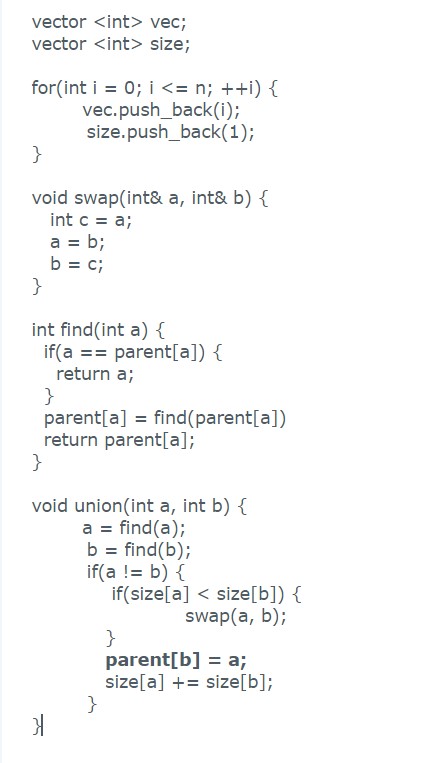 vector <int> vec;
vector <int> size;
for(int i = 0; i <= n; ++i) {
vec.push_back(i);
size.push_back(1);
}
void swap(int& a, int& b) {
int c = a;
a = b;
b = c;
}
int find(int a) {
if(a == parent[a]) {
return a;
}
parent[a] = find(parent[a])
return parent[a];
}
void union(int a, int b) {
a = find(a);
b = find(b);
if(a != b) {
if(size[a] < size[b]) {
swap(a, b);
}
parent[b] = a;
size[a] += size[b];
}
}